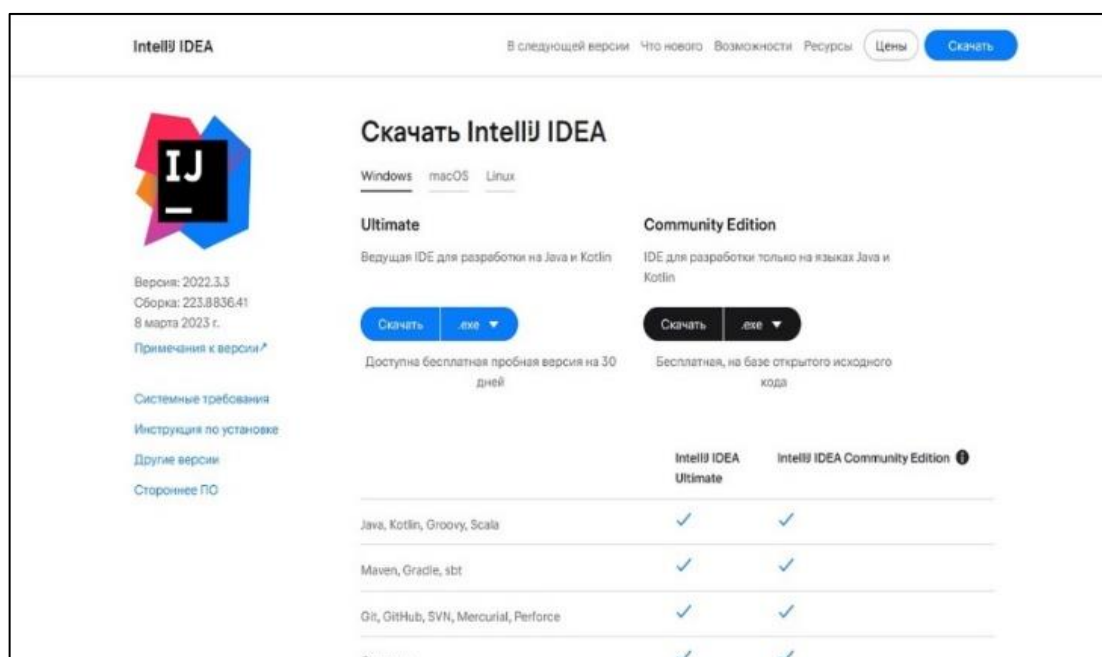 IntelliJ IDEA
В следующей версии Что нового Возможности Ресурсы Цены Скачать
IJ
Скачать IntelliJ IDEA
Windows macOS Linux
Ultimate
Ведущая IDE для разработки на Java и Kotlin
Скачать .exe
Доступна бесплатная пробная версия на 30
дней
Community Edition
IDE для разработки только на языках Java и
Kotlin
Скачать .exe
Бесплатная, на базе открытого исходного
кода
Версия: 2022.3.3
Сборка: 223.8836.41
8 марта 2023 г.
Примечания к версии↗
Системные требования
Инструкция по установке
Другие версии
Стороннее ПО
IntelliJ IDEA
Ultimate
IntelliJ IDEA Community Edition
Java, Kotlin, Groovy, Scala
Maven, Gradle, sbt
Git, GitHub, SVN, Mercurial, Perforce